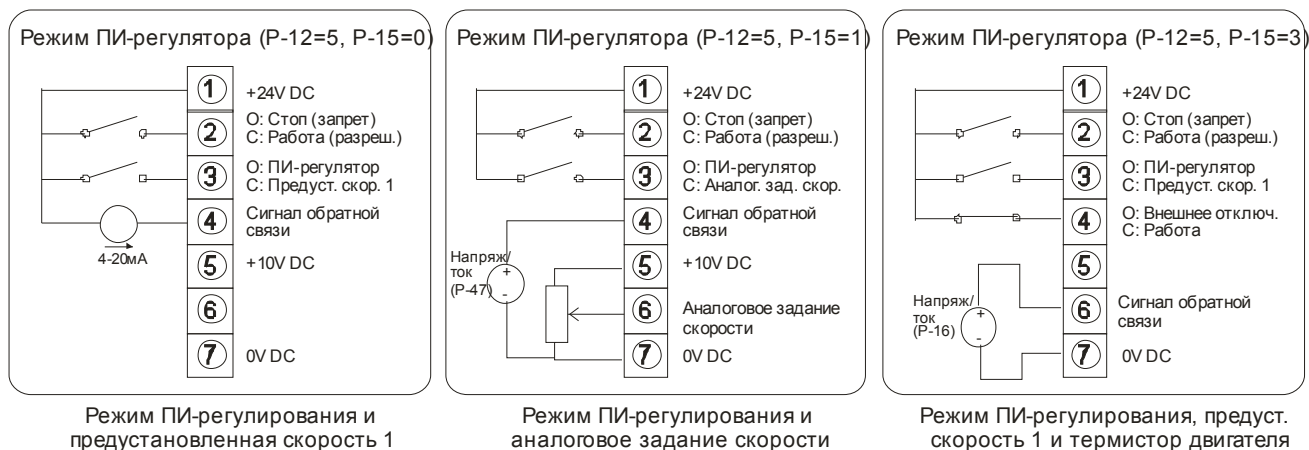 Режим ПИ-регулятора (P-12=5, P-15=0)
1
+24V DC
2
О: Стоп (запрет)
С: Работа (разреш.)
3
О: ПИ-регулятор
С: Предуст. скор. 1
4
Сигнал обратной
связи
4-20мА
5
+10V DC
6
7
0V DC
Режим ПИ-регулирования и
предустановленная скорость 1
Режим ПИ-регулятора (P-12=5, P-15=1)
1
+24V DC
2
О: Стоп (запрет)
С: Работа (разреш.)
3
О: ПИ-регулятор
С: Аналог. зад. скор.
4
Сигнал обратной
связи
Напряж/
ток
(P-47)
+
-
5
+10V DC
6
Аналоговое задание
скорости
7
0V DC
Режим ПИ-регулирования и
аналоговое задание скорости
Режим ПИ-регулятора (P-12=5, P-15=3)
1
+24V DC
2
О: Стоп (запрет)
С: Работа (разреш.)
3
О: ПИ-регулятор
С: Предуст. скор. 1
4
О: Внешнее отключ.
С: Работа
5
Напряж/
ток
(P-16)
+
-
6
Сигнал обратной
связи
7
0V DC
Режим ПИ-регулирования, предуст.
скорость 1 и термистор двигателя